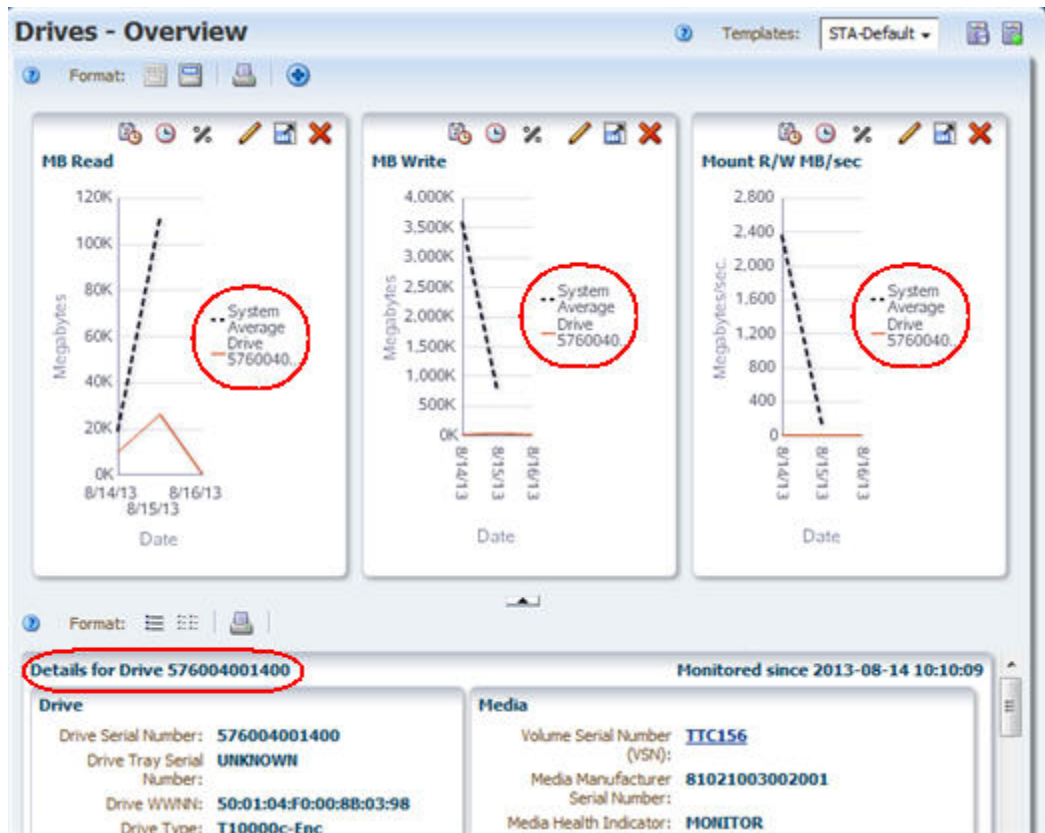 Drives - Overview
Templates: STA-Default
Format:
MB Read
120K
100K
80K
60K
40K
20K
0K
Megabytes
8/14/13
8/15/13
8/16/13
Date
System
Average
Drive
5760040...
MB Write
4,000K
3,500K
3,000K
2,500K
2,000K
1,500K
1,000K
500K
0K
Megabytes
8/14/13
8/15/13
8/16/13
Date
System
Average
Drive
5760040...
Mount R/W MB/sec
2,800
2,400
2,000
1,600
1,200
800
400
0
Megabytes/sec.
8/14/13
8/15/13
8/16/13
Date
System
Average
Drive
5760040...
Format:
Details for Drive 576004001400
Monitored since 2013-08-14 10:10:09
Drive
Drive Serial Number: 576004001400
Drive Tray Serial UNKNOWN
Number:
Drive WWNN: 50:01:04:F0:00:8B:03:98
Drive Type: T10000c-Enc
Media
Volume Serial Number TTC156
(VSN):
Media Manufacturer 81021003002001
Serial Number:
Media Health Indicator: MONITOR